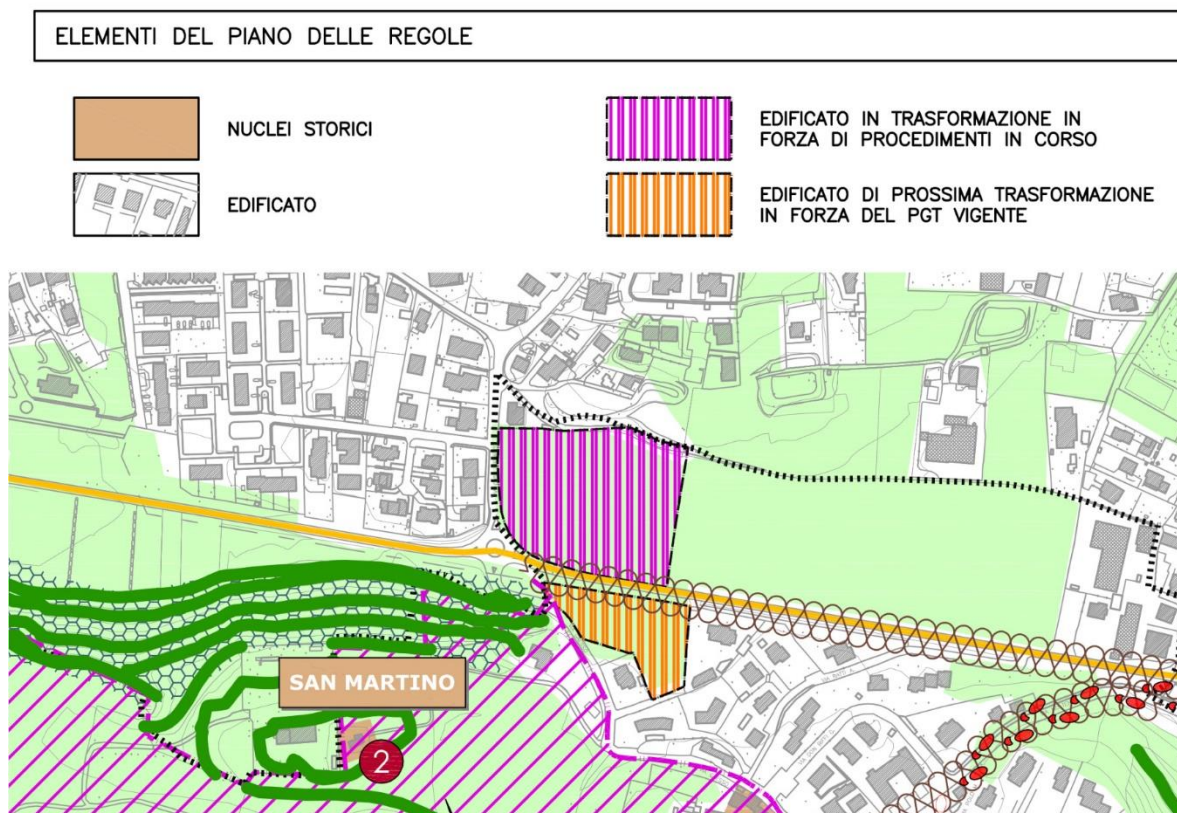 ELEMENTI DEL PIANO DELLE REGOLE
NUCLEI STORICI
EDIFICATO IN TRASFORMAZIONE IN
FORZA DI PROCEDIMENTI IN CORSO
EDIFICATO
EDIFICATO DI PROSSIMA TRASFORMAZIONE
IN FORZA DEL PGT VIGENTE
SAN MARTINO
2